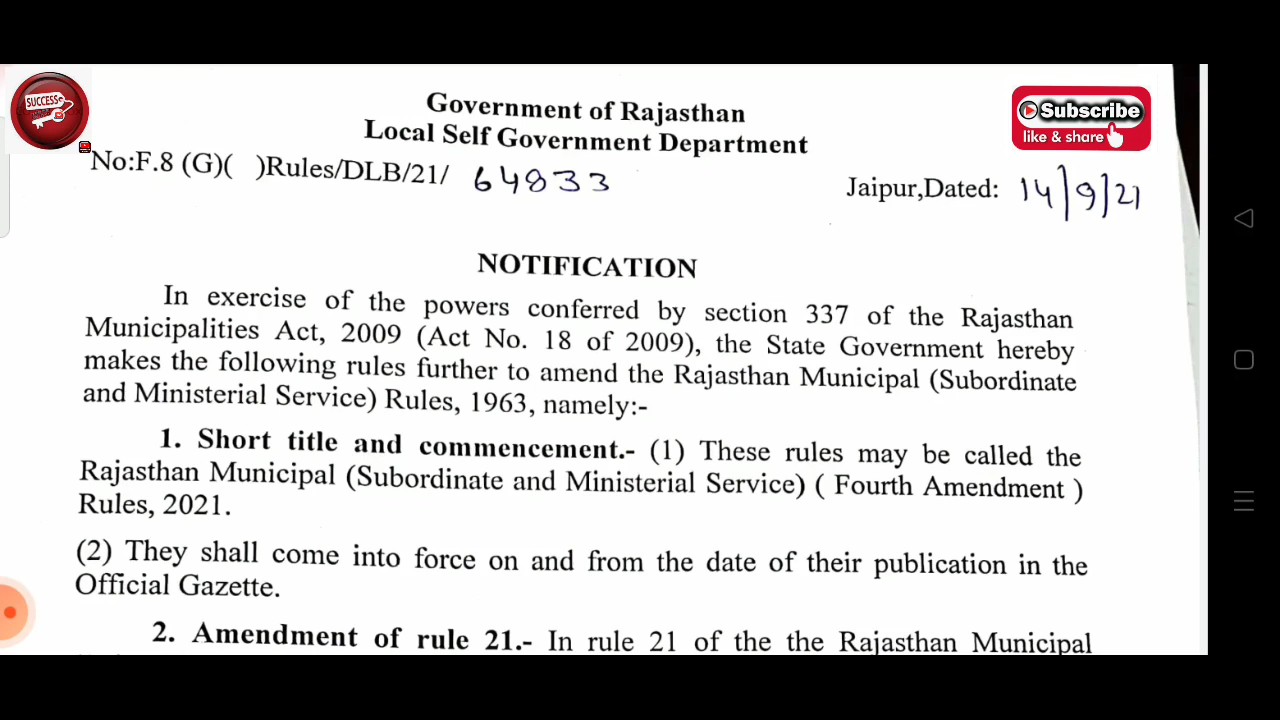 SUCCESS
Subscribe
like & share
Government of Rajasthan
Local Self Government Department
No:F.8 (G)( )Rules/DLB/21/ 64833
Jaipur,Dated: 14/9/21
NOTIFICATION
In exercise of the powers conferred by section 337 of the Rajasthan
Municipalities Act, 2009 (Act No. 18 of 2009), the State Government hereby
makes the following rules further to amend the Rajasthan Municipal (Subordinate
and Ministerial Service) Rules, 1963, namely:-
1. Short title and commencement.- (1) These rules may be called the
Rajasthan Municipal (Subordinate and Ministerial Service) ( Fourth Amendment )
Rules, 2021.
(2) They shall come into force on and from the date of their publication in the
Official Gazette.
2. Amendment of rule 21.- In rule 21 of the the Rajasthan Municipal